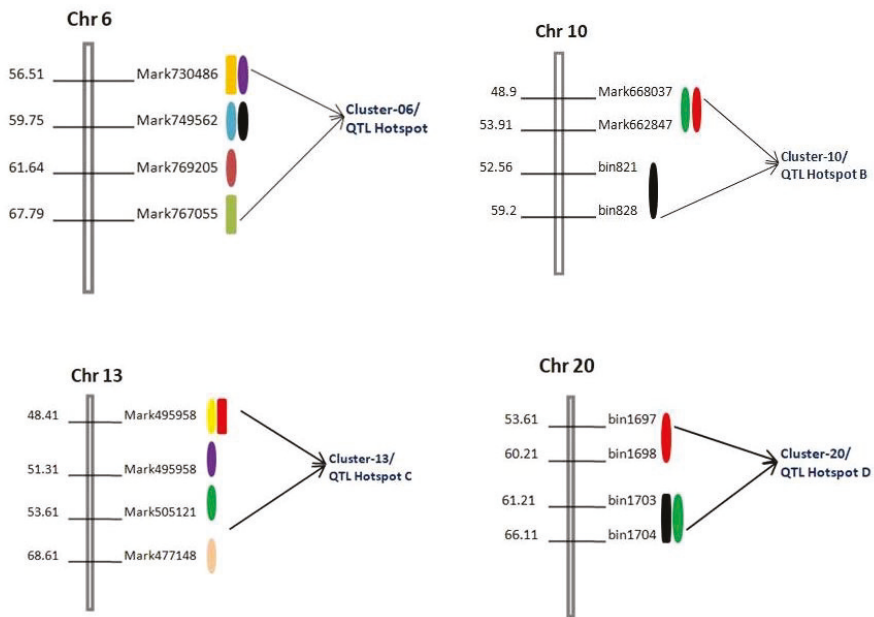 Chr 6
56.51 Mark730486
59.75 Mark749562
61.64 Mark769205
67.79 Mark767055
Cluster-06/
QTL Hotspot
Chr 10
48.9 Mark668037
53.91 Mark662847
52.56 bin821
59.2 bin828
Cluster-10/
QTL Hotspot B
Chr 13
48.41 Mark495958
51.31 Mark495958
53.61 Mark505121
68.61 Mark477148
Cluster-13/
QTL Hotspot C
Chr 20
53.61 bin1697
60.21 bin1698
61.21 bin1703
66.11 bin1704
Cluster-20/
QTL Hotspot D